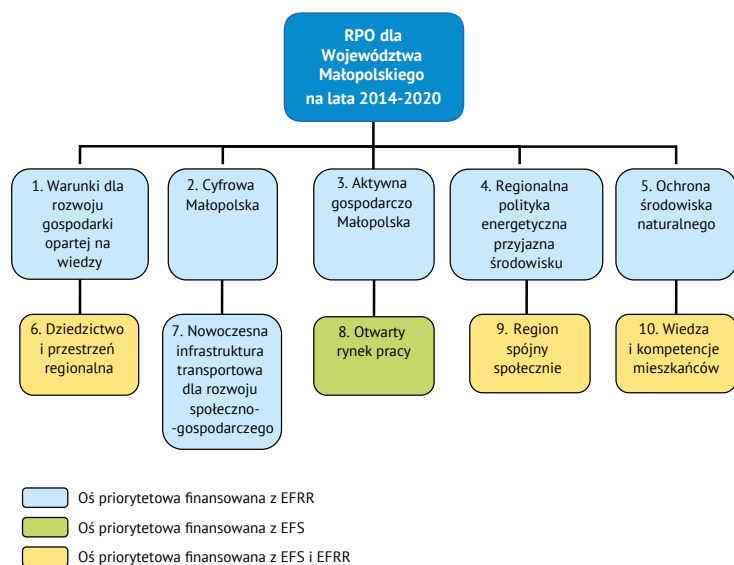 RPO dla
Województwa
Małopolskiego
na lata 2014-2020
1. Warunki dla
rozwoju
gospodarki
opartej na
wiedzy
2. Cyfrowa
Małopolska
3. Aktywna
gospodarczo
Małopolska
4. Regionalna
polityka
energetyczna
przyjazna
środowisku
5. Ochrona
środowiska
naturalnego
6. Dziedzictwo
i przestrzeń
regionalna
7. Nowoczesna
infrastruktura
transportowa
dla rozwoju
społeczno-
-gospodarczego
8. Otwarty
rynek pracy
9. Region
spójny
społecznie
10. Wiedza
i kompetencje
mieszkańców
Oś priorytetowa finansowana z EFRR
Oś priorytetowa finansowana z EFS
Oś priorytetowa finansowana z EFS i EFRR